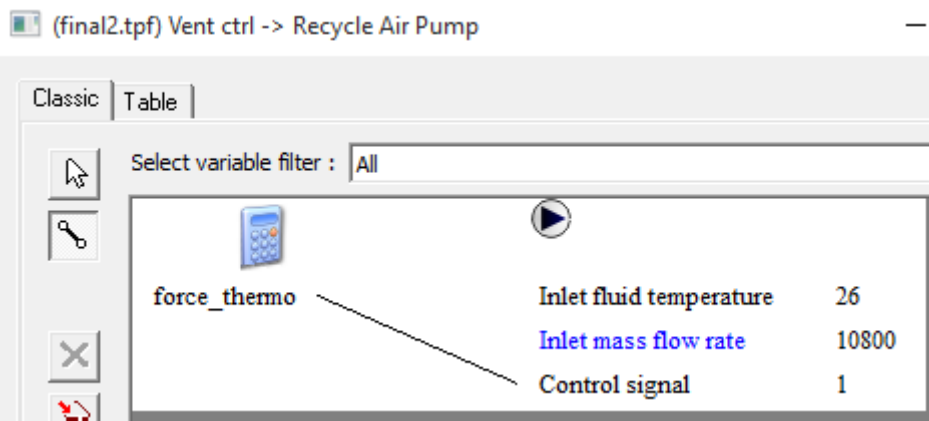 (final2.tpf) Vent ctrl -> Recycle Air Pump
Classic Table
Select variable filter : All
force_thermo Inlet fluid temperature 26
Inlet mass flow rate 10800
Control signal 1